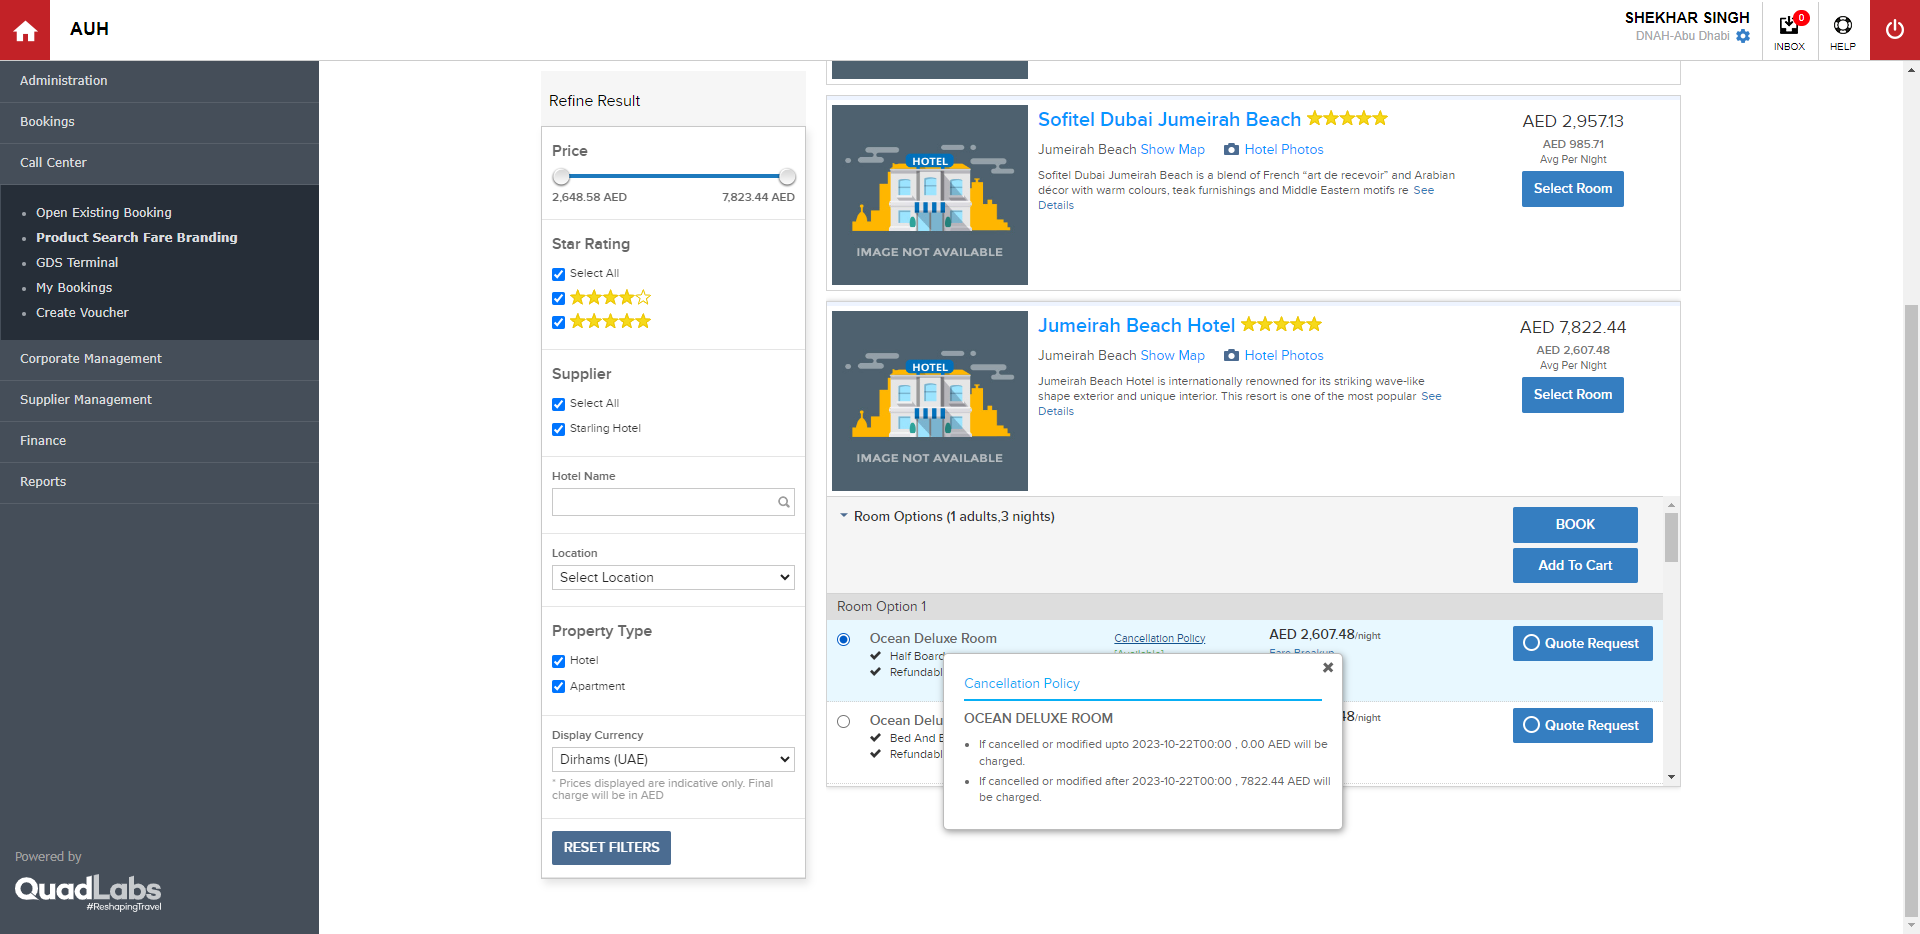 AUH
SHEKHAR SINGH
DNAH-Abu Dhabi
0
INBOX
HELP
Administration
Bookings
Call Center
Open Existing Booking
Product Search Fare Branding
GDS Terminal
My Bookings
Create Voucher
Corporate Management
Supplier Management
Finance
Reports
Powered by
QuadLabs
#ReshapingTravel
Refine Result
Price
2,648.58 AED
7,823.44 AED
Star Rating
Select All
Supplier
Select All
Starling Hotel
Hotel Name
Location
Select Location
Property Type
Hotel
Apartment
Display Currency
Dirhams (UAE)
* Prices displayed are indicative only. Final
charge will be in AED
RESET FILTERS
HOTEL
IMAGE NOT AVAILABLE
Sofitel Dubai Jumeirah Beach
Jumeirah Beach Show Map Hotel Photos
Sofitel Dubai Jumeirah Beach is a blend of French “art de recevoir” and Arabian
décor with warm colours, teak furnishings and Middle Eastern motifs re See
Details
AED 2,957.13
AED 985.71
Avg Per Night
Select Room
HOTEL
IMAGE NOT AVAILABLE
Jumeirah Beach Hotel
Jumeirah Beach Show Map Hotel Photos
Jumeirah Beach Hotel is internationally renowned for its striking wave-like
shape exterior and unique interior. This resort is one of the most popular See
Details
AED 7,822.44
AED 2,607.48
Avg Per Night
Select Room
Room Options (1 adults,3 nights)
BOOK
Add To Cart
Room Option 1
Ocean Deluxe Room
Half Board
Refundabl
Cancellation Policy
[Available]
AED 2,607.48/night
Fare Breakup
Quote Request
Ocean Delu
Bed And B
Refundabl
48/night
Quote Request
Cancellation Policy
OCEAN DELUXE ROOM
If cancelled or modified upto 2023-10-22T00:00 , 0.00 AED will be
charged.
If cancelled or modified after 2023-10-22T00:00 , 7822.44 AED will
be charged.